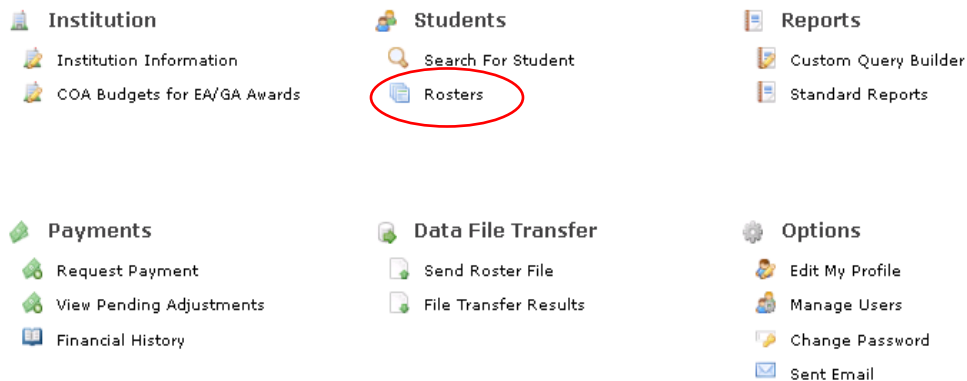 Institution
Institution Information
COA Budgets for EA/GA Awards
Students
Search For Student
Rosters
Reports
Custom Query Builder
Standard Reports
Payments
Request Payment
View Pending Adjustments
Financial History
Data File Transfer
Send Roster File
File Transfer Results
Options
Edit My Profile
Manage Users
Change Password
Sent Email